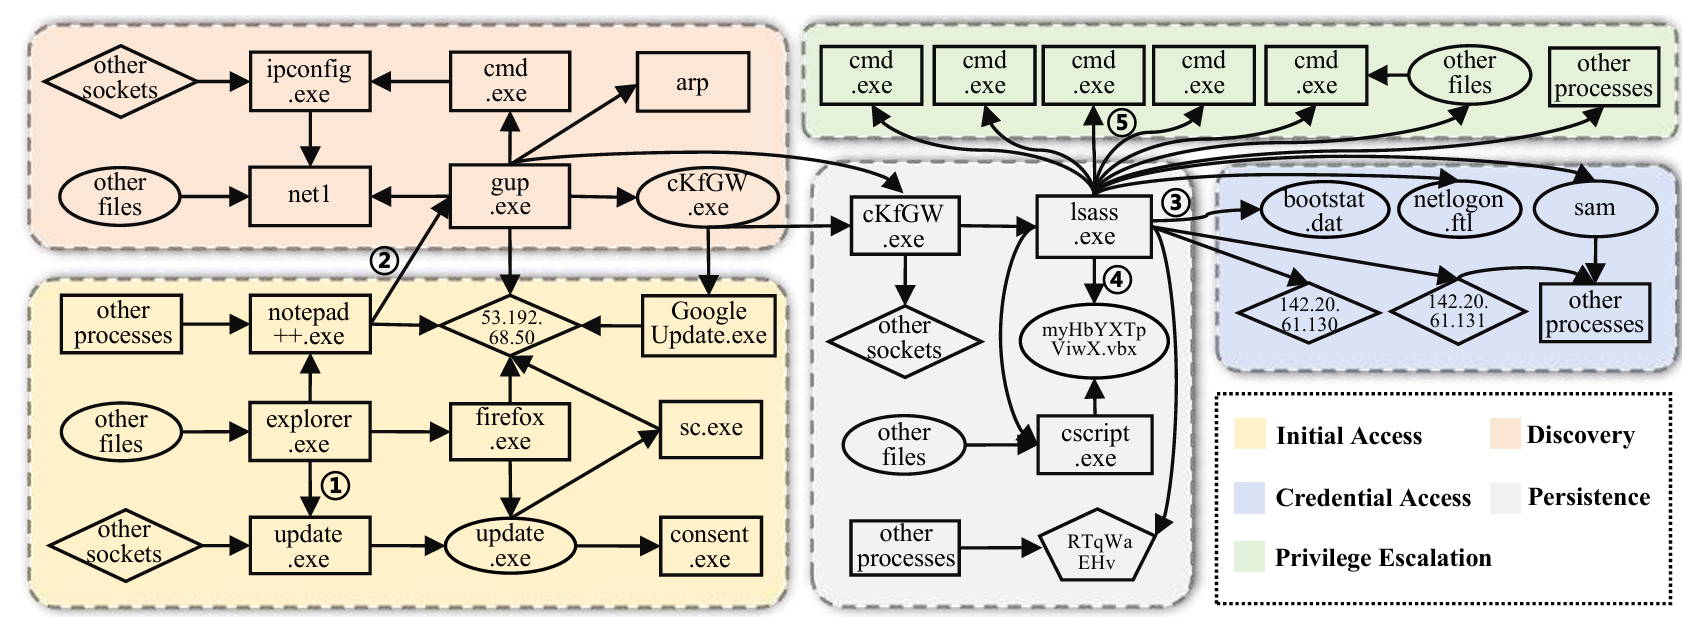 other
sockets
ipconfig
.exe
cmd
.exe
arp
other
files
net1
gup
.exe
cKfGW
.exe
②
other
processes
notepad
++.exe
53.192.
68.50
Google
Update.exe
other
files
explorer
.exe
firefox
.exe
sc.exe
①
other
sockets
update
.exe
update
.exe
consent
.exe
cmd
.exe
cmd
.exe
cmd
.exe
cmd
.exe
cmd
.exe
other
files
other
processes
⑤
cKfGW
.exe
lsass
.exe
③
④
other
sockets
myHbYXTp
ViwX.vbx
other
files
cscript
.exe
other
processes
RTqWa
EHv
bootstat
.dat
netlogon
.ftl
sam
142.20.
61.130
142.20.
61.131
other
processes
Initial Access
Discovery
Credential Access
Persistence
Privilege Escalation